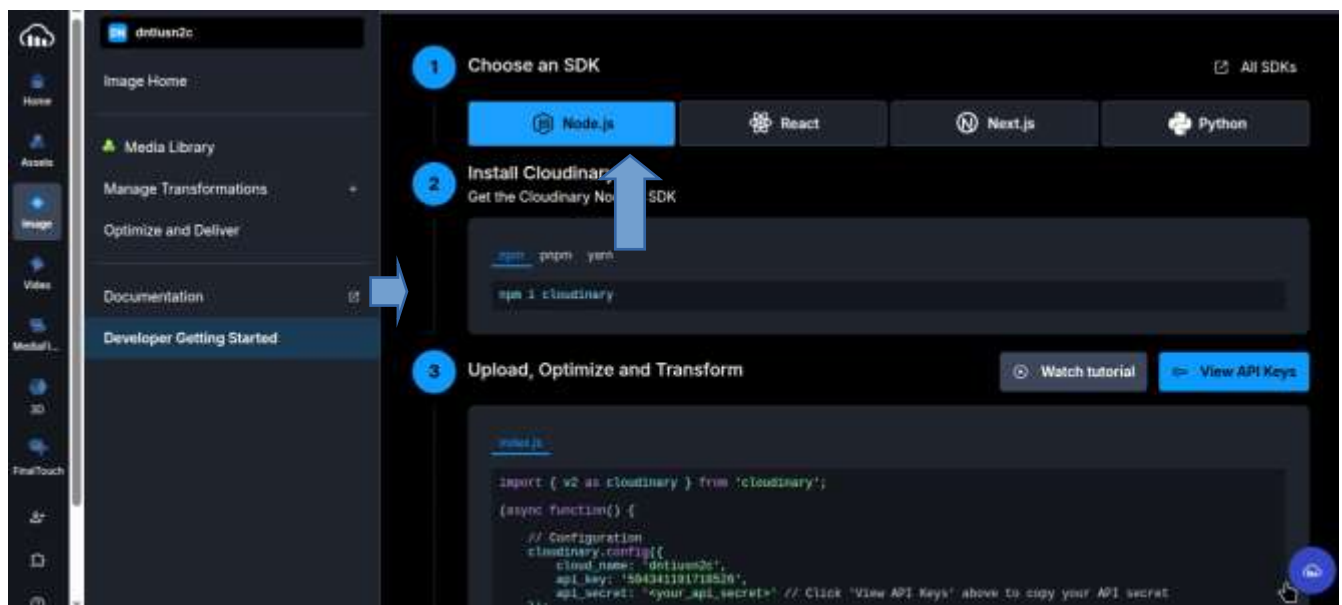 dntiusn2c
Image Home
Media Library
Manage Transformations
Optimize and Deliver
Documentation
Developer Getting Started
Home
Assets
Image
Video
MediaFl...
3D
FinalTouch
1
Choose an SDK
All SDKs
Node.js
React
Next.js
Python
2
Install Cloudinary
Get the Cloudinary No SDK
npm pnpm yarn
npm i cloudinary
3
Upload, Optimize and Transform
Watch tutorial
View API Keys
index.js
import { v2 as cloudinary } from 'cloudinary';
(async function() {
// Configuration
cloudinary.config({
cloud_name: 'dntiusn2c',
api_key:
api_secret: '<your_api_secret>' // Click 'View API Keys' above to copy your API secret